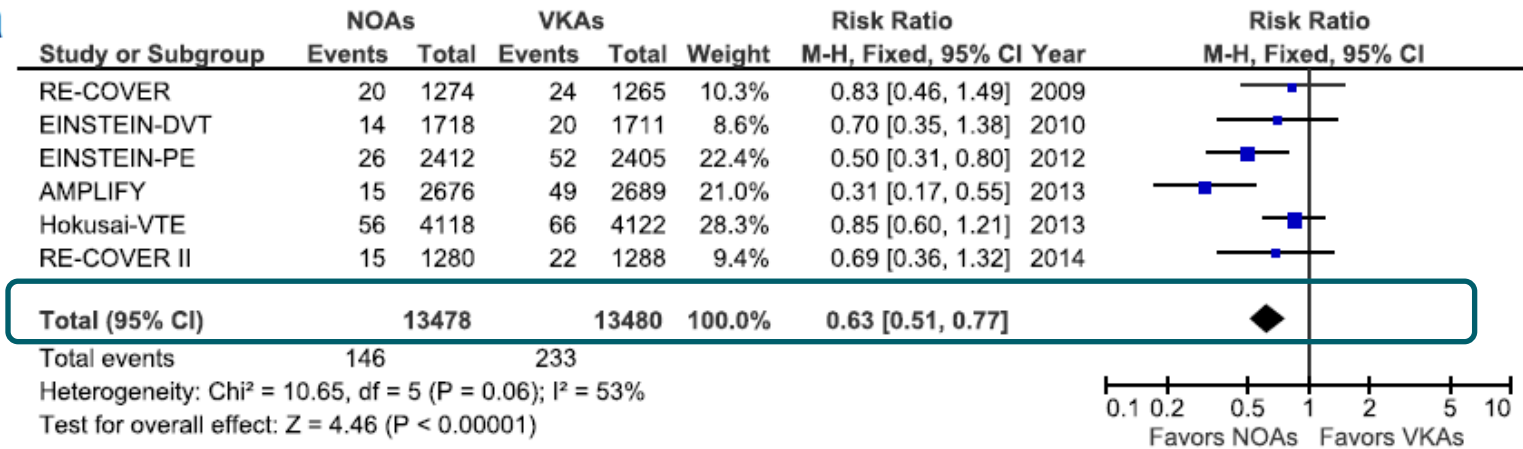 NOAs VKAs Risk Ratio Risk Ratio
Study or Subgroup Events Total Events Total Weight M-H, Fixed, 95% CI Year M-H, Fixed, 95% CI
RE-COVER 20 1274 24 1265 10.3% 0.83 [0.46, 1.49] 2009
EINSTEIN-DVT 14 1718 20 1711 8.6% 0.70 [0.35, 1.38] 2010
EINSTEIN-PE 26 2412 52 2405 22.4% 0.50 [0.31, 0.80] 2012
AMPLIFY 15 2676 49 2689 21.0% 0.31 [0.17, 0.55] 2013
Hokusai-VTE 56 4118 66 4122 28.3% 0.85 [0.60, 1.21] 2013
RE-COVER II 15 1280 22 1288 9.4% 0.69 [0.36, 1.32] 2014
Total (95% CI) 13478 13480 100.0% 0.63 [0.51, 0.77]
Total events 146 233
Heterogeneity: Chi² = 10.65, df = 5 (P = 0.06); I² = 53%
Test for overall effect: Z = 4.46 (P < 0.00001)
0.1 0.2 0.5 1 2 5 10
Favors NOAs Favors VKAs